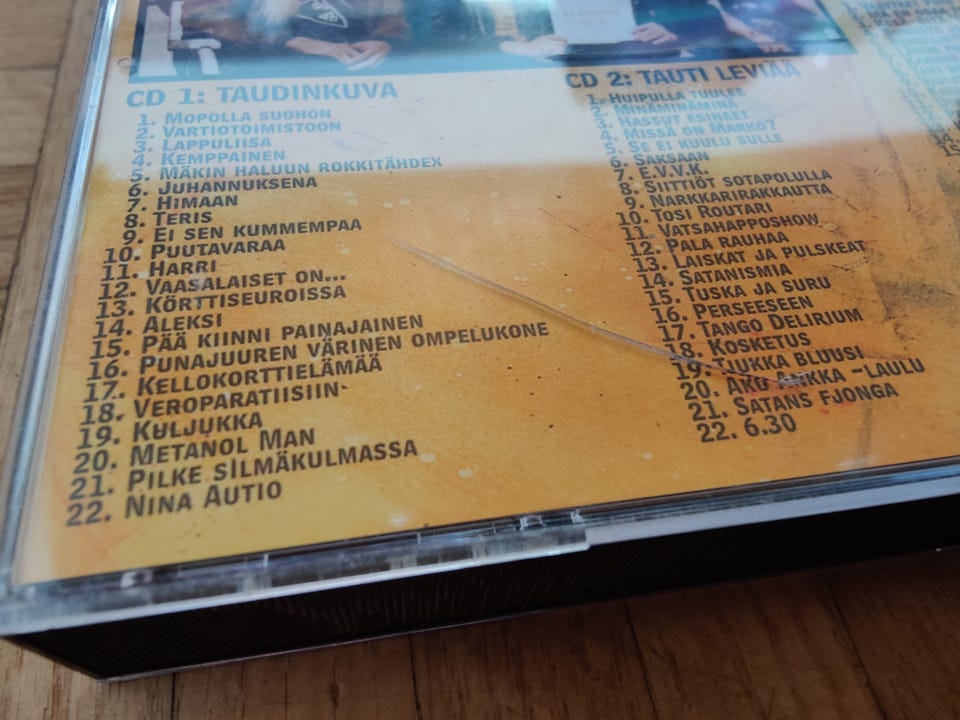 CD 1: TAUDINKUVA
1. MOPOLLA SUOHON
2. VARTIOTOIMISTOON
3. LAPPULIISA
4. KEMPPAINEN
5. MÄKIN HALUUN ROKKITÄHDEX
6. JUHANNUKSENA
7. HIMAAN
8. TERIS
9. EI SEN KUMMEMPAA
10. PUUTAVARAA
11. HARRI
12. VAASALAISET ON...
13. KÖRTTISEUROISSA
14. ALEKSI
15. PÄÄ KIINNI PAINAJAINEN
16. PUNAJUUREN VÄRINEN OMPELUKONE
17. KELLOKORTTIELÄMÄÄ
18. VEROPARATIISIIN
19. KULJUKKA
20. METANOL MAN
21. PILKE SILMÄKULMASSA
22. NINA AUTIO
CD 2: TAUTI LEVIÄÄ
1. HUIPULLA TUULEE
2. MINÄMINÄMINÄ
3. HASSUT ESINEET
4. MISSÄ ON MARKO?
5. SE EI KUULU SULLE
6. SAKSAAN
7. E.V.V.K.
8. SIITTIÖT SOTAPOLULLA
9. NARKKARIRAKKAUTTA
10. TOSI ROUTARI
11. VATSAHAPPOSHOW
12. PALA RAUHAA
13. LAISKAT JA PULSKEAT
14. SATANISMIA
15. TUSKA JA SURU
16. PERSEESEEN
17. TANGO DELIRIUM
18. KOSKETUS
19. TUKKA BLUUSI
20. AKU ANKKA -LAULU
21. SATANS FJONGA
22. 6.30